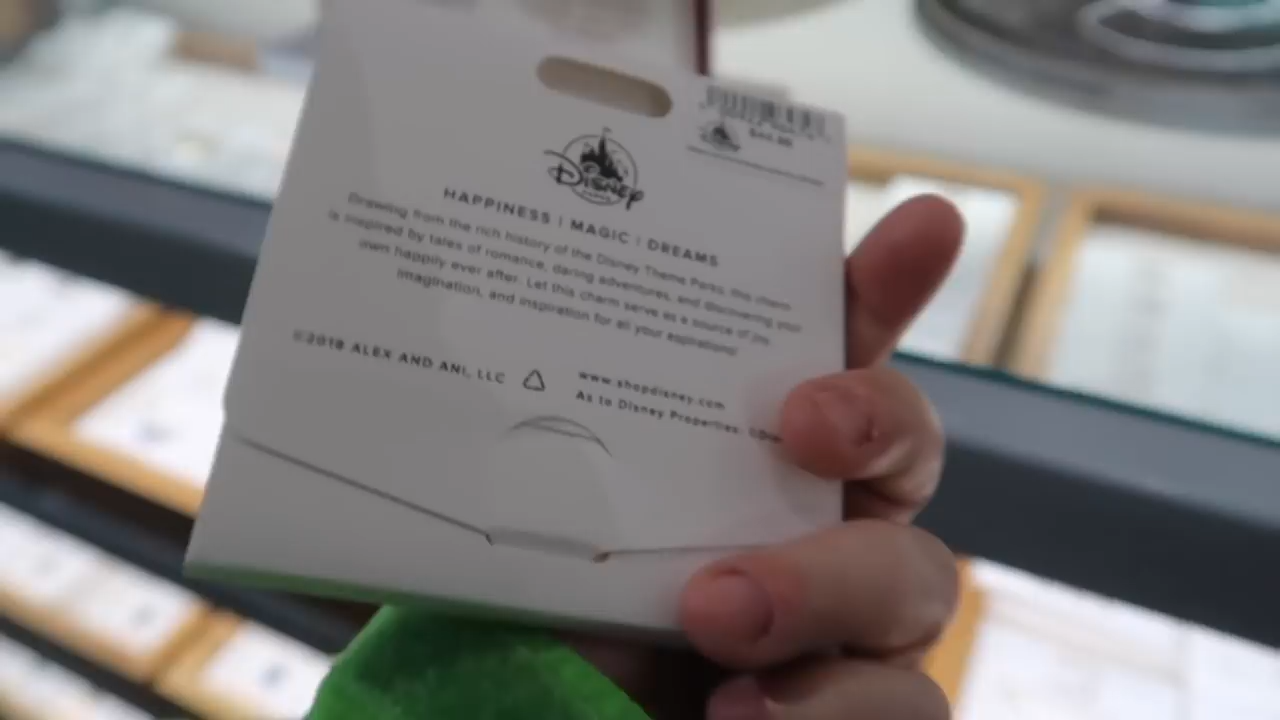 Disney
HAPPINESS | MAGIC | DREAMS
Drawing from the rich history of the Disney Theme Parks, this charm
is inspired by tales of romance, daring adventures, and discovering your
own happily ever after. Let this charm serve as a source of joy,
imagination, and inspiration for all your aspirations!
©2018 ALEX AND ANI, LLC
www.shopdisney.com
As to Disney Properties: